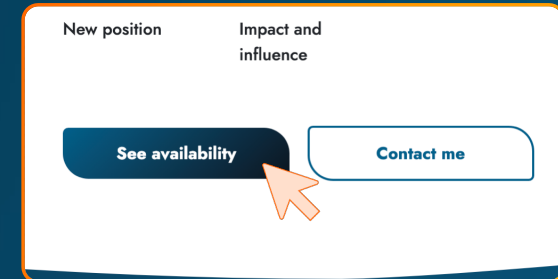 New position
Impact and
influence
See availability
Contact me